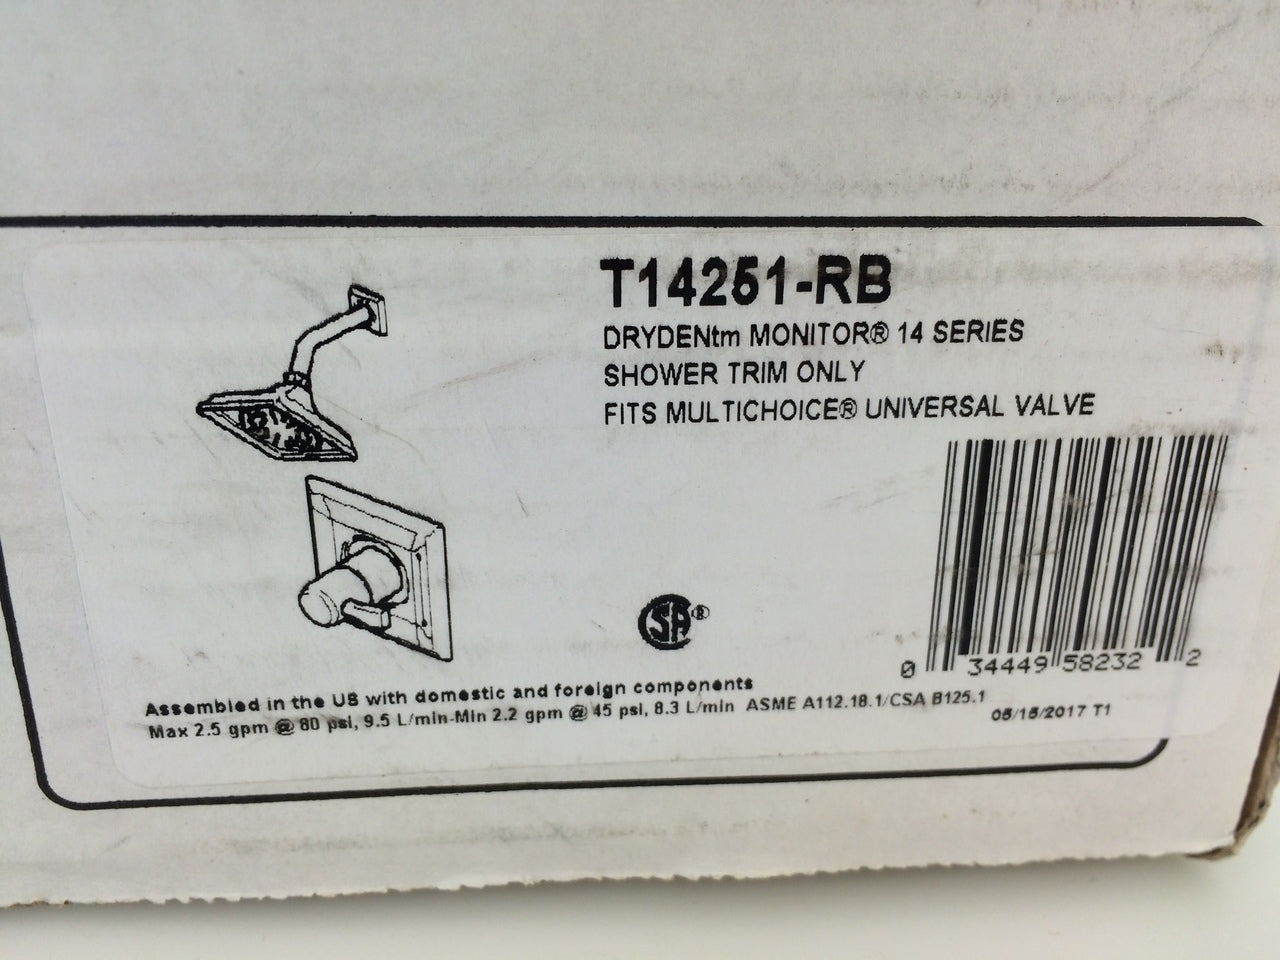 T14251-RB
DRYDENtm MONITOR® 14 SERIES
SHOWER TRIM ONLY
FITS MULTICHOICE® UNIVERSAL VALVE
SA®
0 34449 58232 2
Assembled in the US with domestic and foreign components
Max 2.5 gpm @ 80 psi, 9.5 L/min-Min 2.2 gpm @ 45 psi, 8.3 L/min ASME A112.18.1/CSA B125.1
05/15/2017 T1